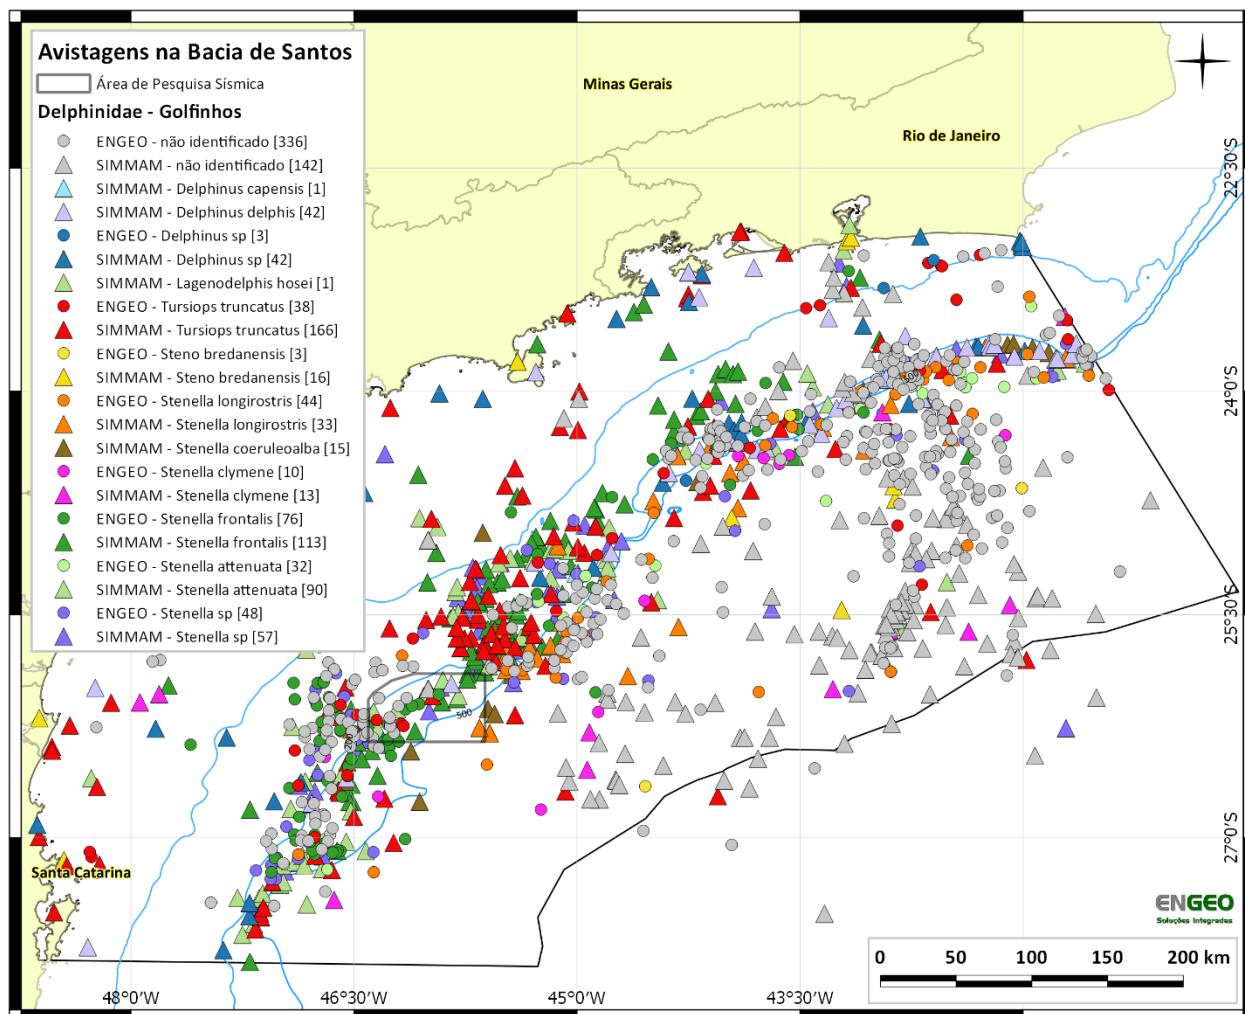 Avistagens na Bacia de Santos
Área de Pesquisa Sísmica
Delphinidae - Golfinhos
ENGEO - não identificado [336]
SIMMAM - não identificado [142]
SIMMAM - Delphinus capensis [1]
SIMMAM - Delphinus delphis [42]
ENGEO - Delphinus sp [3]
SIMMAM - Delphinus sp [42]
SIMMAM - Lagenodelphis hosei [1]
ENGEO - Tursiops truncatus [38]
SIMMAM - Tursiops truncatus [166]
ENGEO - Steno bredanensis [3]
SIMMAM - Steno bredanensis [16]
ENGEO - Stenella longirostris [44]
SIMMAM - Stenella longirostris [33]
SIMMAM - Stenella coeruleoalba [15]
ENGEO - Stenella clymene [10]
SIMMAM - Stenella clymene [13]
ENGEO - Stenella frontalis [76]
SIMMAM - Stenella frontalis [113]
ENGEO - Stenella attenuata [32]
SIMMAM - Stenella attenuata [90]
ENGEO - Stenella sp [48]
SIMMAM - Stenella sp [57]
Minas Gerais
Rio de Janeiro
Santa Catarina
500
22°30'S
24°0'S
25°30'S
27°0'S
48°0'W
46°30'W
45°0'W
43°30'W
ENGEO
Soluções Integradas
0 50 100 150 200 km